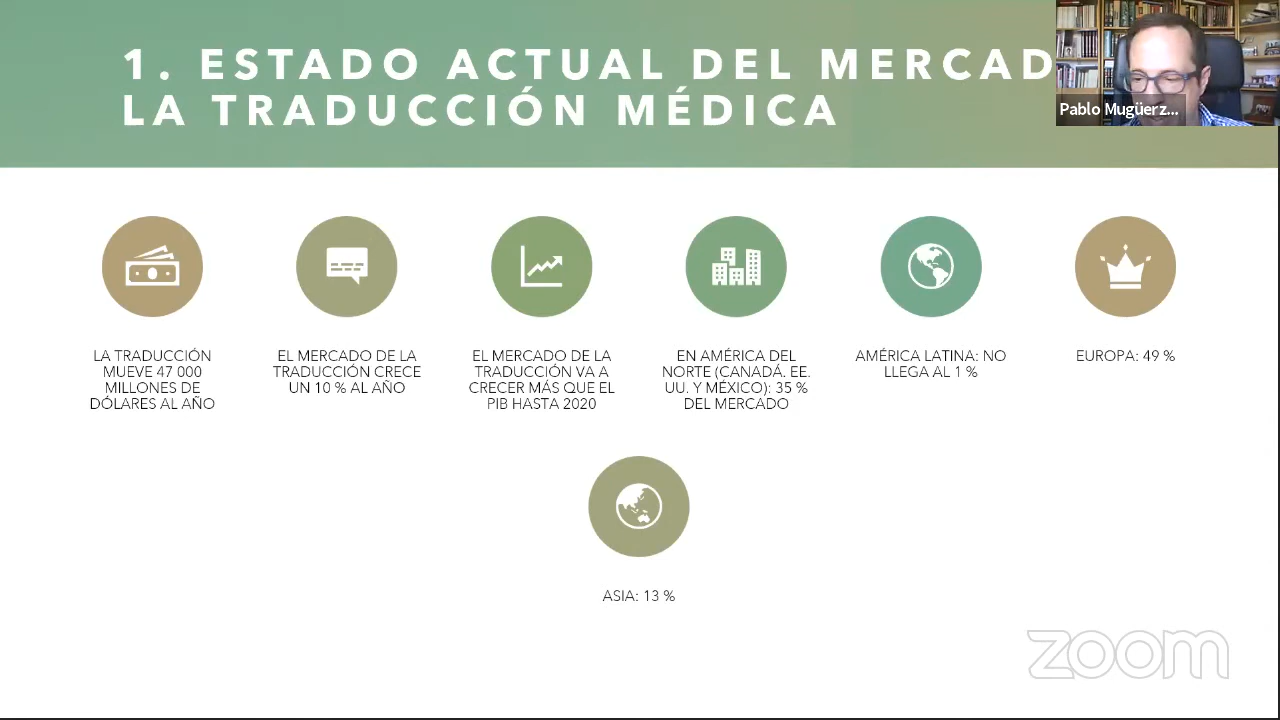 1. ESTADO ACTUAL DEL MERCAD
LA TRADUCCIÓN MÉDICA
Pablo Mugüerz...
LA TRADUCCIÓN
MUEVE 47 000
MILLONES DE
DÓLARES AL AÑO
EL MERCADO DE LA
TRADUCCIÓN CRECE
UN 10 % AL AÑO
EL MERCADO DE LA
TRADUCCIÓN VA A
CRECER MÁS QUE EL
PIB HASTA 2020
EN AMÉRICA DEL
NORTE (CANADÁ. EE.
UU. Y MÉXICO): 35 %
DEL MERCADO
AMÉRICA LATINA: NO
LLEGA AL 1 %
EUROPA: 49 %
ASIA: 13 %
zoom